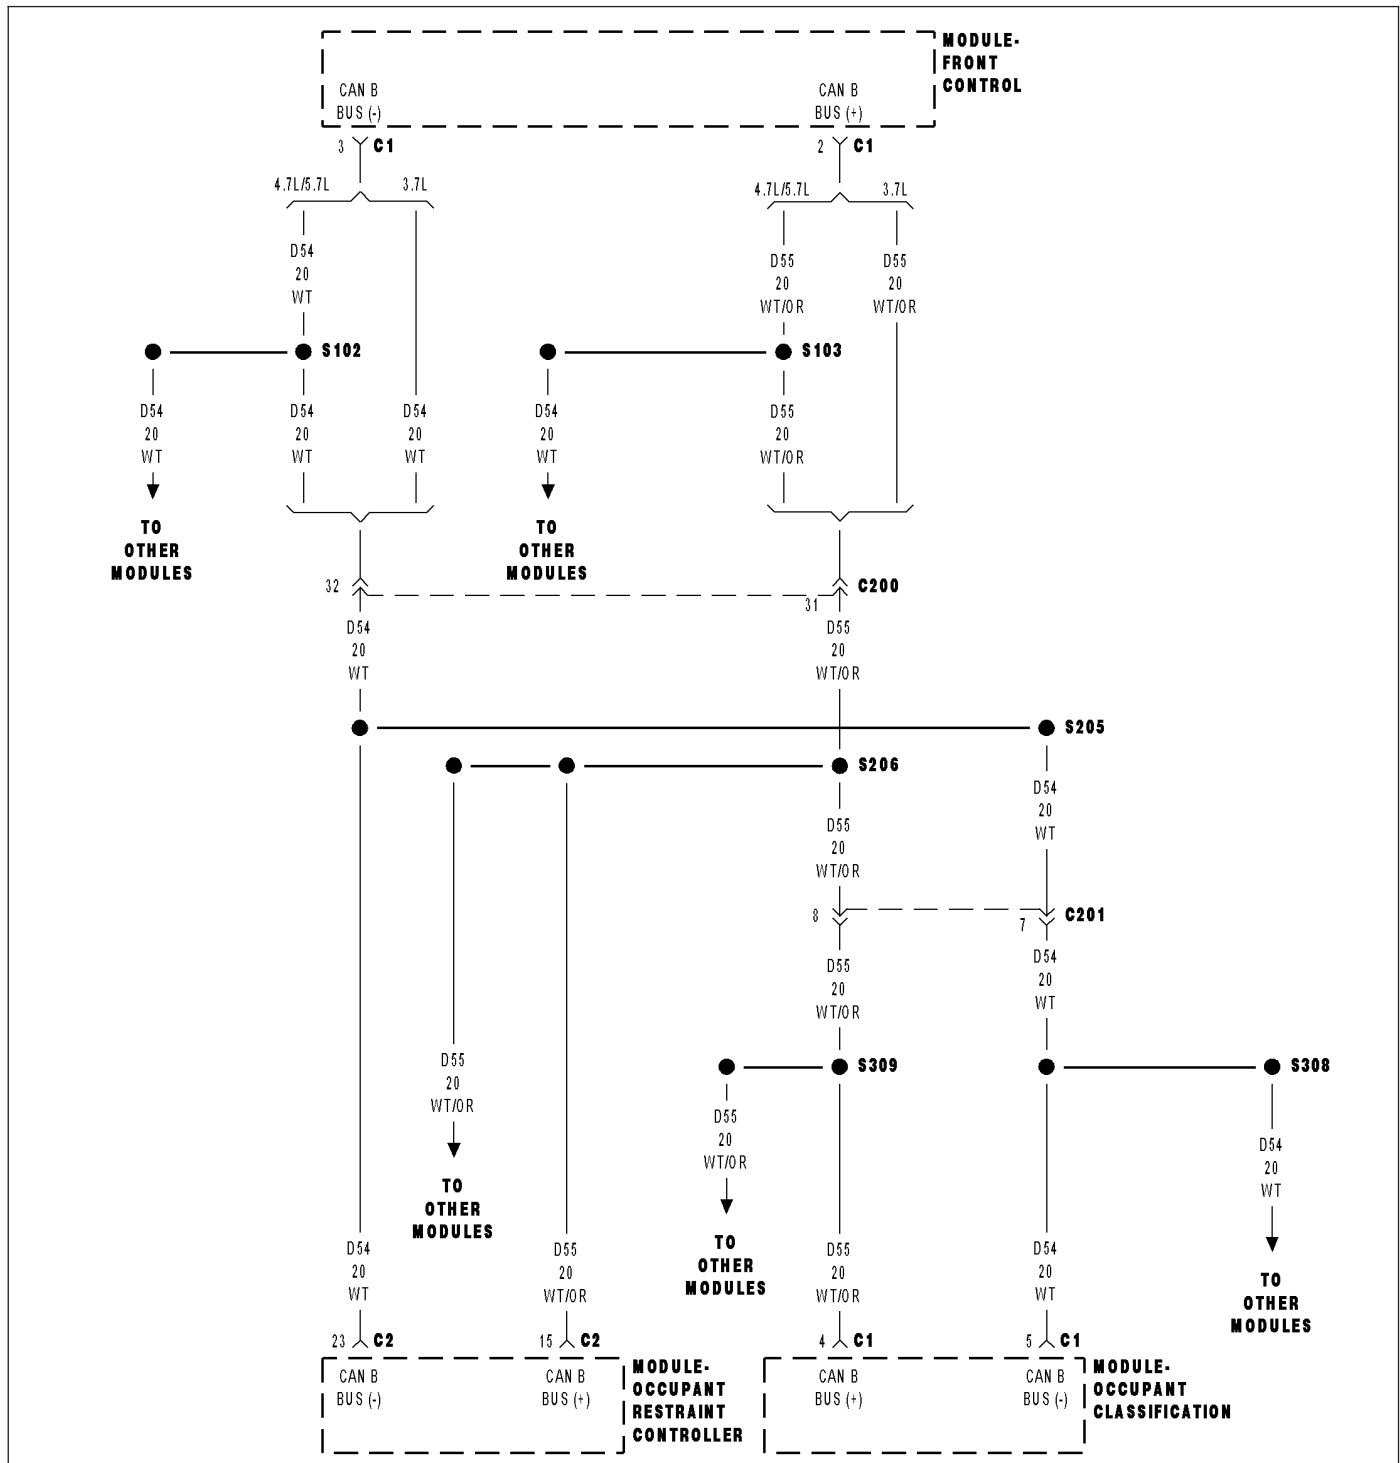 MODULE-
FRONT
CONTROL
CAN B
BUS (-)
CAN B
BUS (+)
3 C1
2 C1
4.7L/5.7L 3.7L
4.7L/5.7L 3.7L
D54
20
WT
D55
20
WT/OR
D55
20
WT/OR
S102
S103
D54
20
WT
D54
20
WT
D54
20
WT
D54
20
WT
D55
20
WT/OR
TO
OTHER
MODULES
TO
OTHER
MODULES
32
31
C200
D54
20
WT
D55
20
WT/OR
S205
S206
D54
20
WT
D55
20
WT/OR
8
7
C201
D55
20
WT/OR
D54
20
WT
S309
S308
D55
20
WT/OR
D55
20
WT/OR
D54
20
WT
TO
OTHER
MODULES
TO
OTHER
MODULES
TO
OTHER
MODULES
D54
20
WT
D55
20
WT/OR
D55
20
WT/OR
D54
20
WT
23 C2
15 C2
4 C1
5 C1
CAN B
BUS (-)
CAN B
BUS (+)
MODULE-
OCCUPANT
RESTRAINT
CONTROLLER
CAN B
BUS (+)
CAN B
BUS (-)
MODULE-
OCCUPANT
CLASSIFICATION